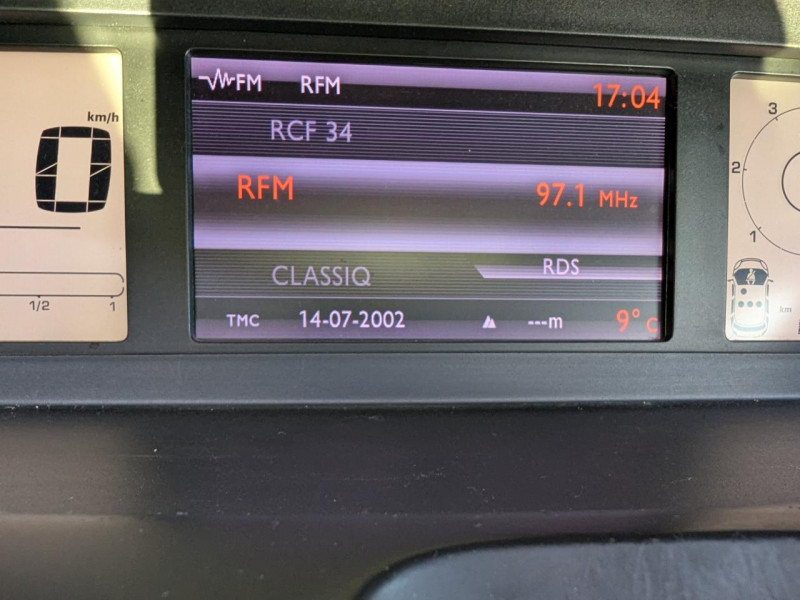 km/h
0
1/2 1
FM RFM 17:04
RCF 34
RFM 97.1 MHz
CLASSIQ RDS
TMC 14-07-2002 ---m 9° C
3
2
1
km